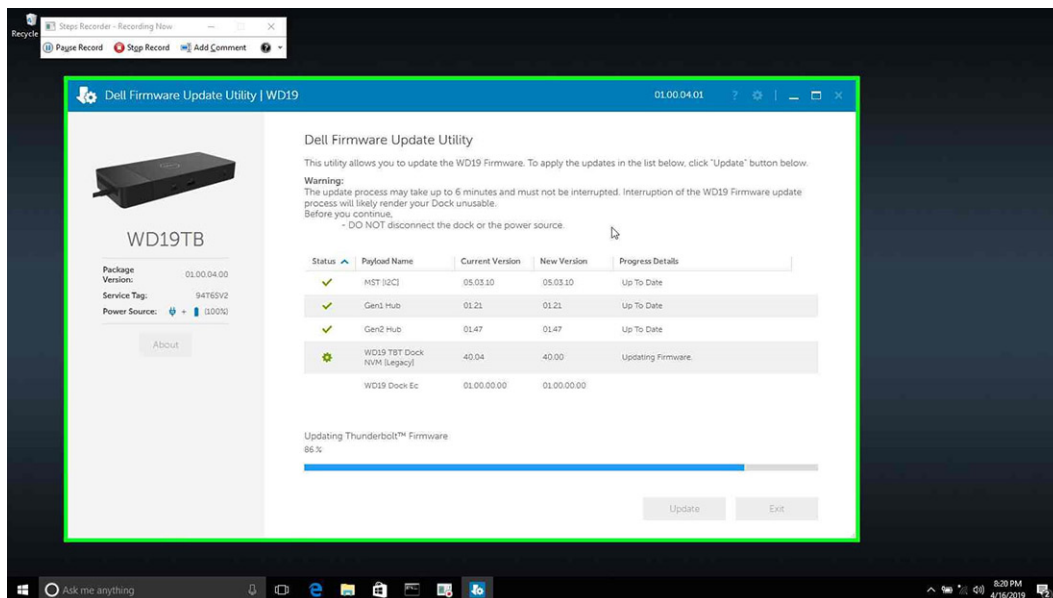 Recycle
Steps Recorder - Recording Now
Pause Record Stop Record Add Comment
Dell Firmware Update Utility | WD19 01.00.04.01
Dell Firmware Update Utility
This utility allows you to update the WD19 Firmware. To apply the updates in the list below, click "Update" button below.
Warning:
The update process may take up to 6 minutes and must not be interrupted. Interruption of the WD19 Firmware update
process will likely render your Dock unusable.
Before you continue,
- DO NOT disconnect the dock or the power source.
WD19TB
Package
Version: 01.00.04.00
Service Tag: 94T6SV2
Power Source: + (100%)
About
Status Payload Name Current Version New Version Progress Details
MST [I2C] 05.03.10 05.03.10 Up To Date
Gen1 Hub 01.21 01.21 Up To Date
Gen2 Hub 01.47 01.47 Up To Date
WD19 TBT Dock
NVM [Legacy] 40.04 40.00 Updating Firmware.
WD19 Dock Ec 01.00.00.00 01.00.00.00
Updating Thunderbolt™ Firmware
86 %
Update Exit
Ask me anything
8:20 PM
4/16/2019
2